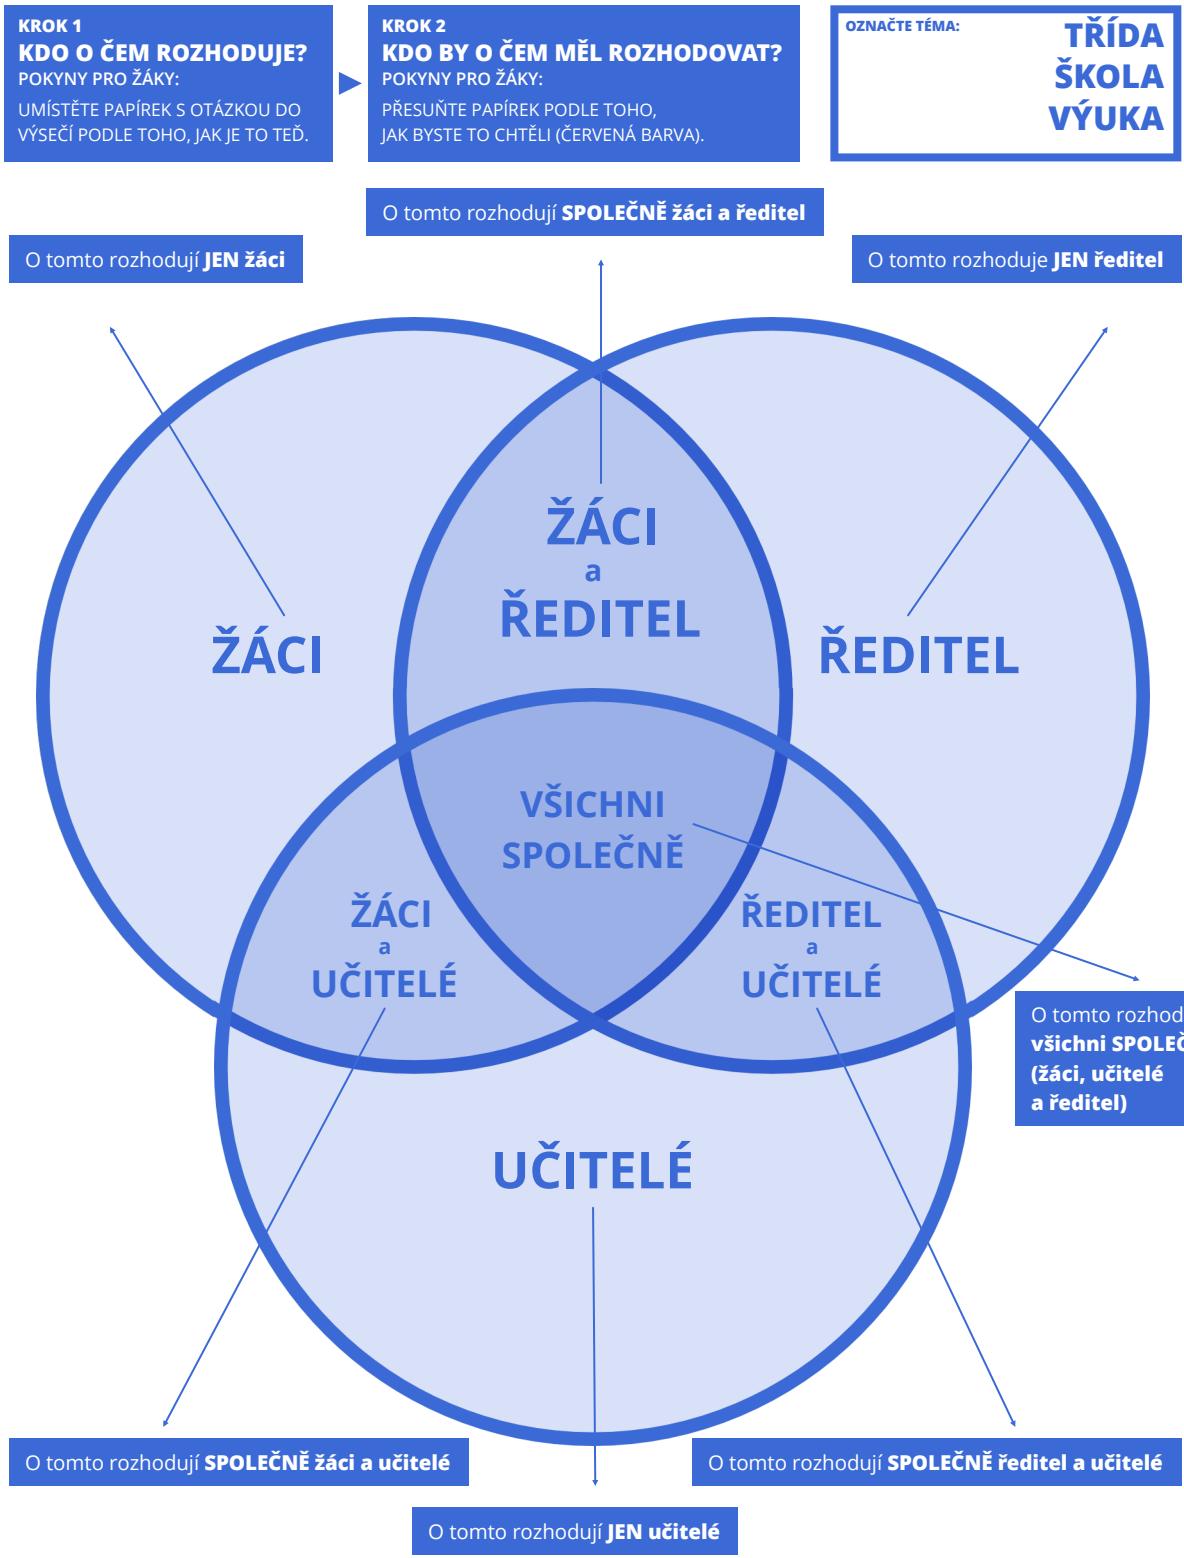 KROK 1
KDO O ČEM ROZHODUJE?
POKYNY PRO ŽÁKY:
UMÍSTĚTE PAPÍREK S OTÁZKOU DO
VÝSEČÍ PODLE TOHO, JAK JE TO TEĎ.
KROK 2
KDO BY O ČEM MĚL ROZHODOVAT?
POKYNY PRO ŽÁKY:
PŘESUŇTE PAPÍREK PODLE TOHO,
JAK BYSTE TO CHTĚLI (ČERVENÁ BARVA).
OZNAČTE TÉMA:
TŘÍDA
ŠKOLA
VÝUKA
O tomto rozhodují SPOLEČNĚ žáci a ředitel
O tomto rozhodují JEN žáci
O tomto rozhoduje JEN ředitel
ŽÁCI
a
ŘEDITEL
ŽÁCI
ŘEDITEL
VŠICHNI
SPOLEČNĚ
ŽÁCI
a
UČITELÉ
ŘEDITEL
a
UČITELÉ
O tomto rozhod
všichni SPOLEČ
(žáci, učitelé
a ředitel)
UČITELÉ
O tomto rozhodují SPOLEČNĚ žáci a učitelé
O tomto rozhodují SPOLEČNĚ ředitel a učitelé
O tomto rozhodují JEN učitelé